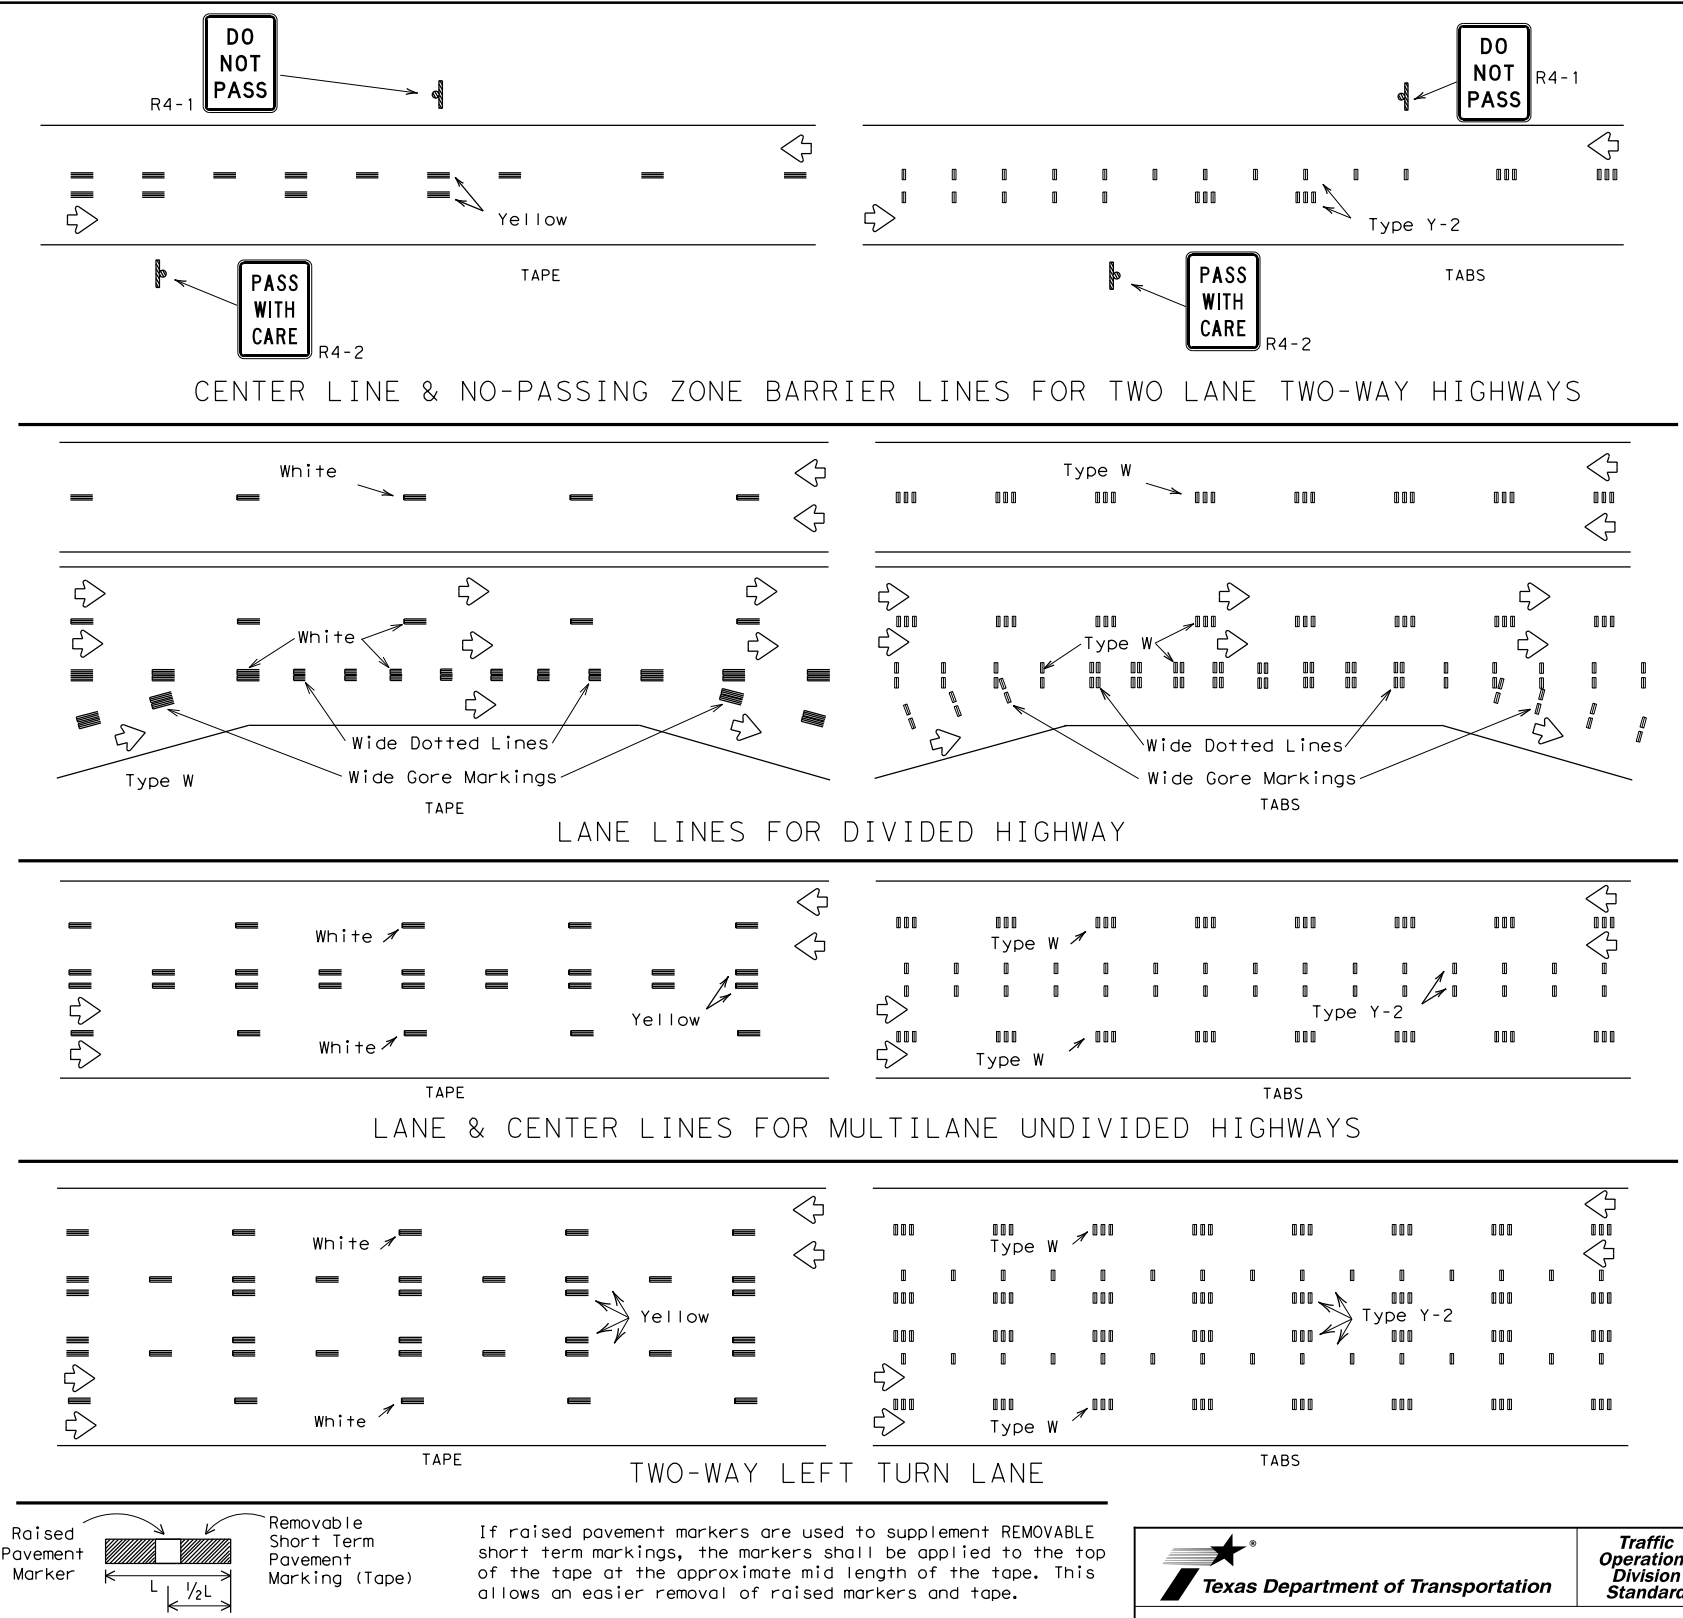 DO
NOT
PASS
R4-1
Yellow
TAPE
PASS
WITH
CARE
R4-2
DO
NOT
PASS
R4-1
Type Y-2
TABS
PASS
WITH
CARE
R4-2
CENTER LINE & NO-PASSING ZONE BARRIER LINES FOR TWO LANE TWO-WAY HIGHWAYS
White
White
Wide Dotted Lines
Wide Gore Markings
Type W
TAPE
Type W
Type W
Wide Dotted Lines
Wide Gore Markings
TABS
LANE LINES FOR DIVIDED HIGHWAY
White
Yellow
White
TAPE
Type W
Type Y-2
Type W
TABS
LANE & CENTER LINES FOR MULTILANE UNDIVIDED HIGHWAYS
White
Yellow
White
TAPE
Type W
Type Y-2
Type W
TABS
TWO-WAY LEFT TURN LANE
Raised
Pavement
Marker
L
1/2L
Removable
Short Term
Pavement
Marking (Tape)
If raised pavement markers are used to supplement REMOVABLE
short term markings, the markers shall be applied to the top
of the tape at the approximate mid length of the tape. This
allows an easier removal of raised markers and tape.
®
Texas Department of Transportation
Traffic
Operation
Division
Standard